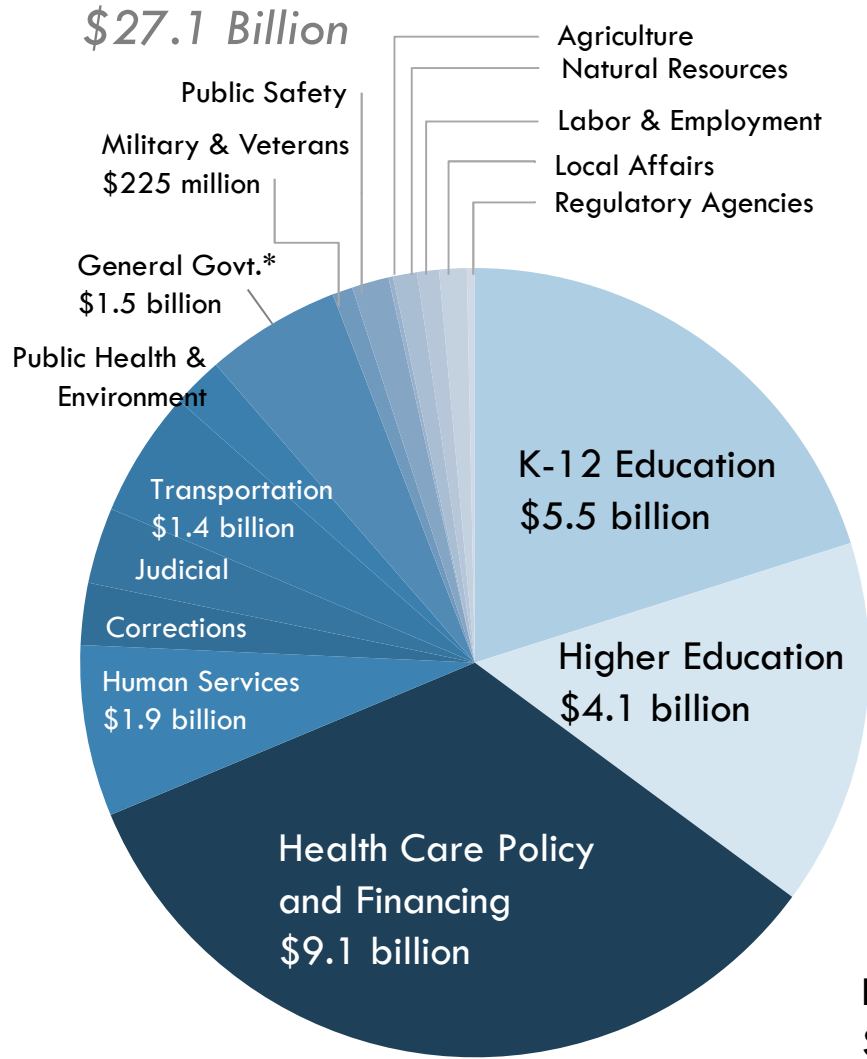 $27.1 Billion
Agriculture
Natural Resources
Public Safety
Labor & Employment
Military & Veterans
$225 million
Local Affairs
Regulatory Agencies
General Govt.*
$1.5 billion
Public Health &
Environment
K-12 Education
$5.5 billion
Transportation
$1.4 billion
Judicial
Corrections
Higher Education
$4.1 billion
Human Services
$1.9 billion
Health Care Policy
and Financing
$9.1 billion